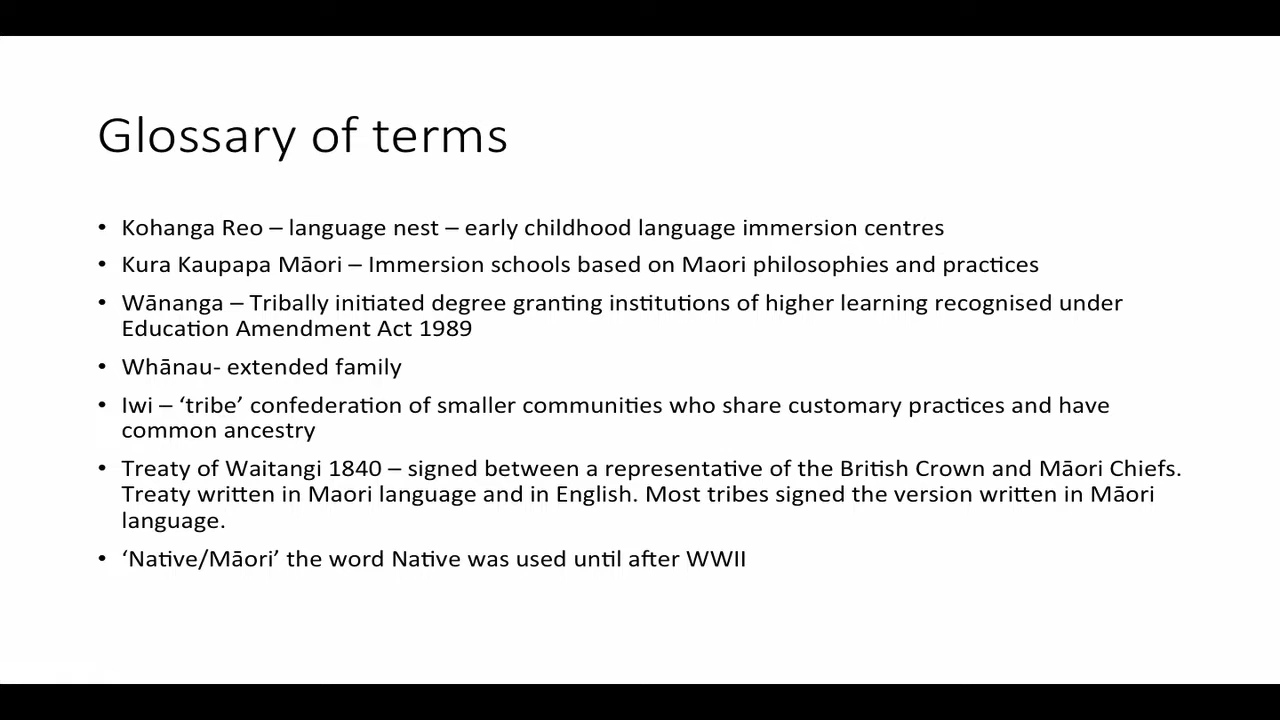 Glossary of terms
• Kohanga Reo – language nest – early childhood language immersion centres
• Kura Kaupapa Māori – Immersion schools based on Maori philosophies and practices
• Wānanga – Tribally initiated degree granting institutions of higher learning recognised under
Education Amendment Act 1989
• Whānau- extended family
• Iwi – ‘tribe’ confederation of smaller communities who share customary practices and have
common ancestry
• Treaty of Waitangi 1840 – signed between a representative of the British Crown and Māori Chiefs.
Treaty written in Maori language and in English. Most tribes signed the version written in Māori
language.
• ‘Native/Māori’ the word Native was used until after WWII